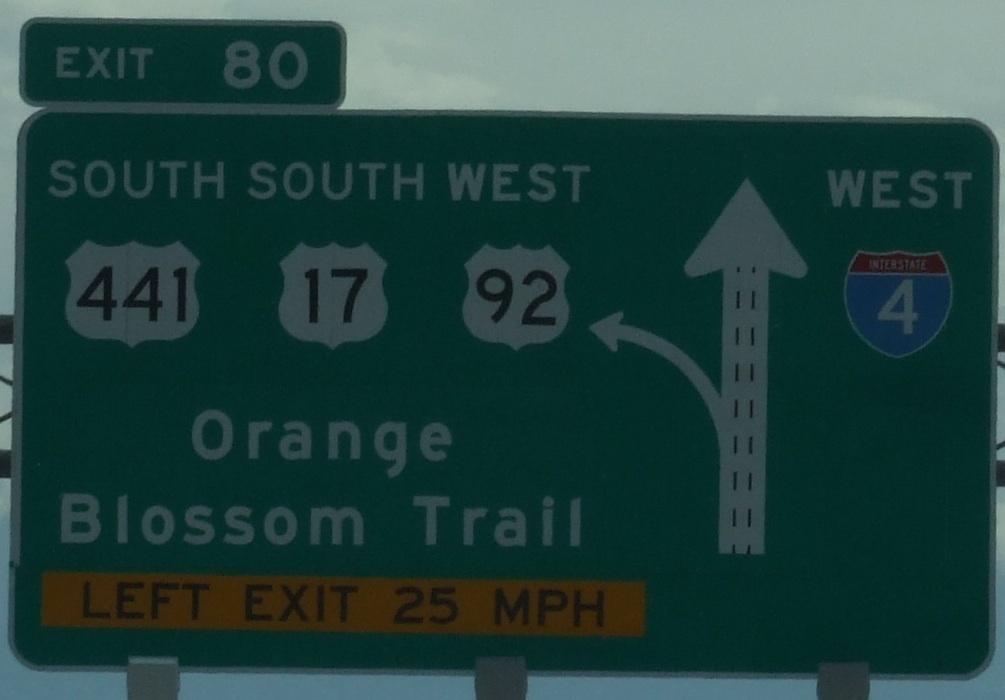 EXIT 80
SOUTH SOUTH WEST WEST
441 17 92 INTERSTATE 4
Orange
Blossom Trail
LEFT EXIT 25 MPH